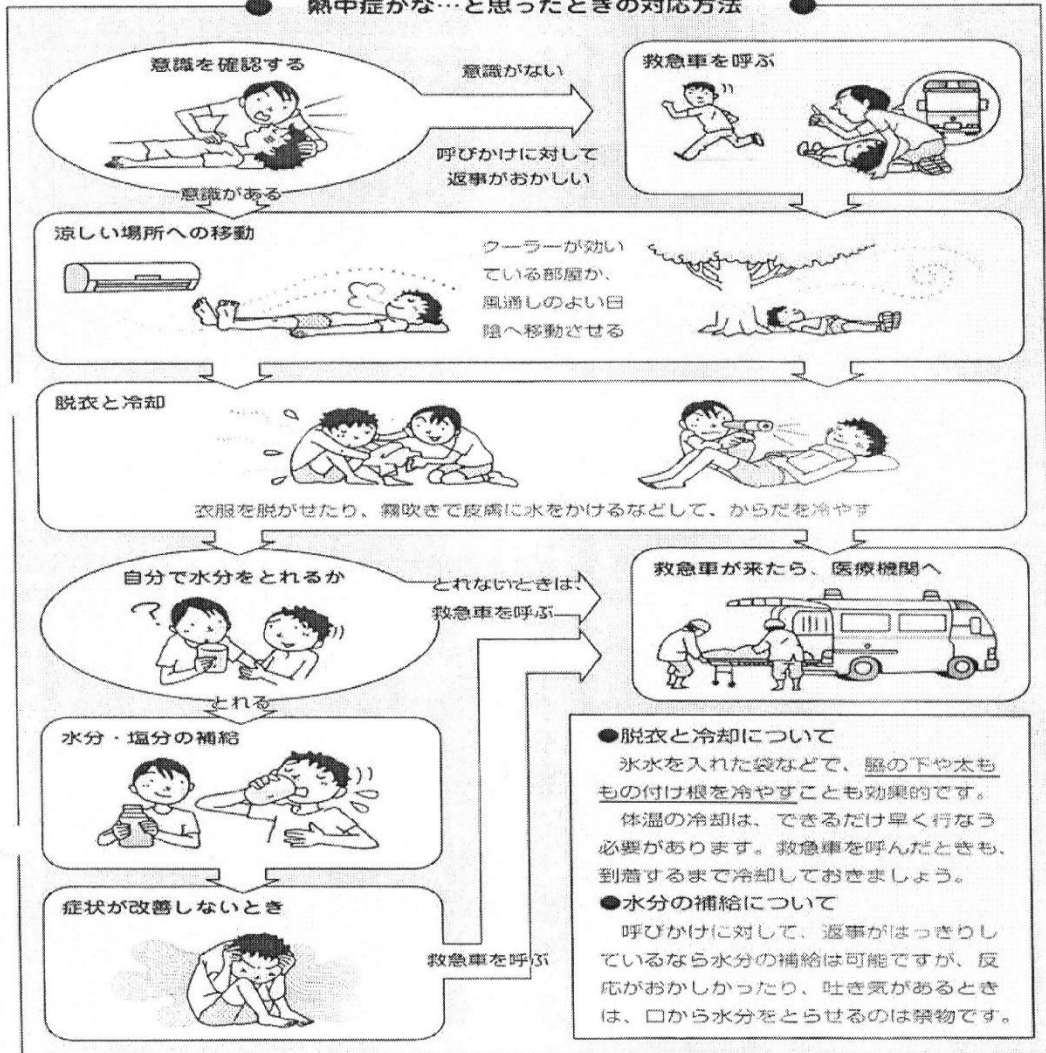 熱中症かな…と思ったときの対応方法
意識を確認する
意識がない
呼びかけに対して
返事がおかしい
救急車を呼ぶ
意識がある
涼しい場所への移動
クーラーが効い
ている部屋か、
風通しのよい日
陰へ移動させる
脱衣と冷却
衣服を脱がせたり、霧吹きで皮膚に水をかけるなどして、からだを冷やす
自分で水分をとれるか
とれないときは、
救急車を呼ぶ
救急車が来たら、医療機関へ
とれる
水分・塩分の補給
症状が改善しないとき
救急車を呼ぶ
●脱衣と冷却について
氷水を入れた袋などで、脇の下や太も
もの付け根を冷やすことも効果的です。
体温の冷却は、できるだけ早く行なう
必要があります。救急車を呼んだときも、
到着するまで冷却しておきましょう。
●水分の補給について
呼びかけに対して、返事がはっきりし
ているなら水分の補給は可能ですが、反
応がおかしかったり、吐き気があるとき
は、口から水分をとらせるのは禁物です。